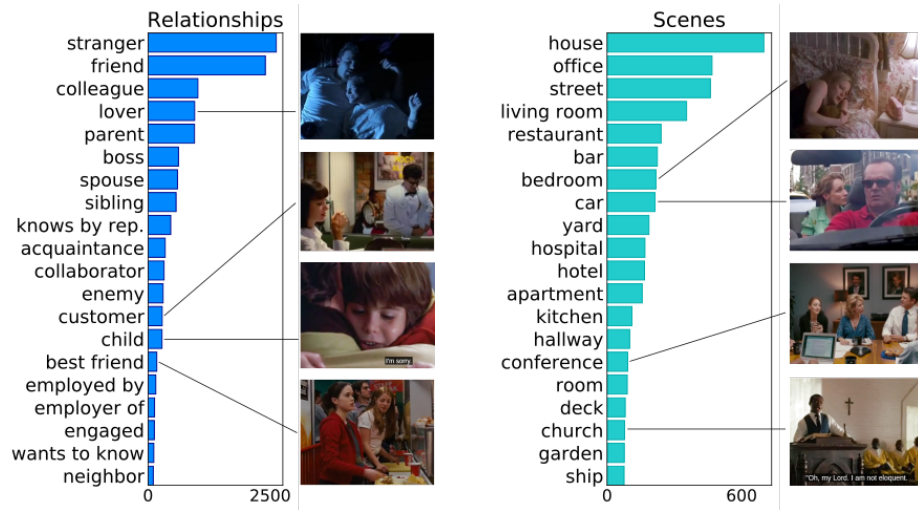 Relationships
stranger
friend
colleague
lover
parent
boss
spouse
sibling
knows by rep.
acquaintance
collaborator
enemy
customer
child
best friend
employed by
employer of
engaged
wants to know
neighbor
0 2500
I'm sorry.
Scenes
house
office
street
living room
restaurant
bar
bedroom
car
yard
hospital
hotel
apartment
kitchen
hallway
conference
room
deck
church
garden
ship
0 600
"Oh, my Lord. I am not eloquent.